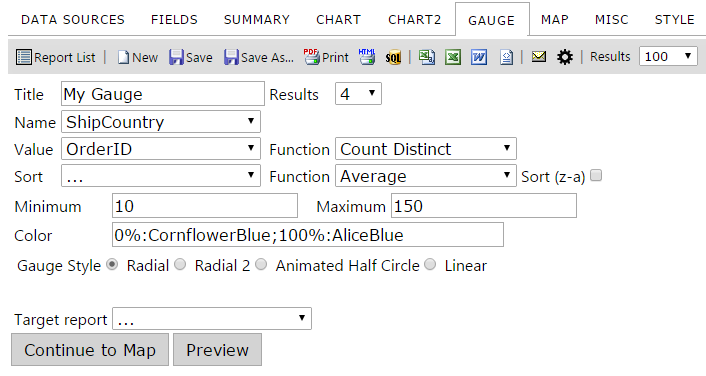 DATA SOURCES FIELDS SUMMARY CHART CHART2 GAUGE MAP MISC STYLE
Report List | New Save Save As... PDF Print HTML SQL | | Results 100
Title My Gauge Results 4
Name ShipCountry
Value OrderID Function Count Distinct
Sort ... Function Average Sort (z-a)
Minimum 10 Maximum 150
Color 0%:CornflowerBlue;100%:AliceBlue
Gauge Style Radial Radial 2 Animated Half Circle Linear
Target report ...
Continue to Map Preview